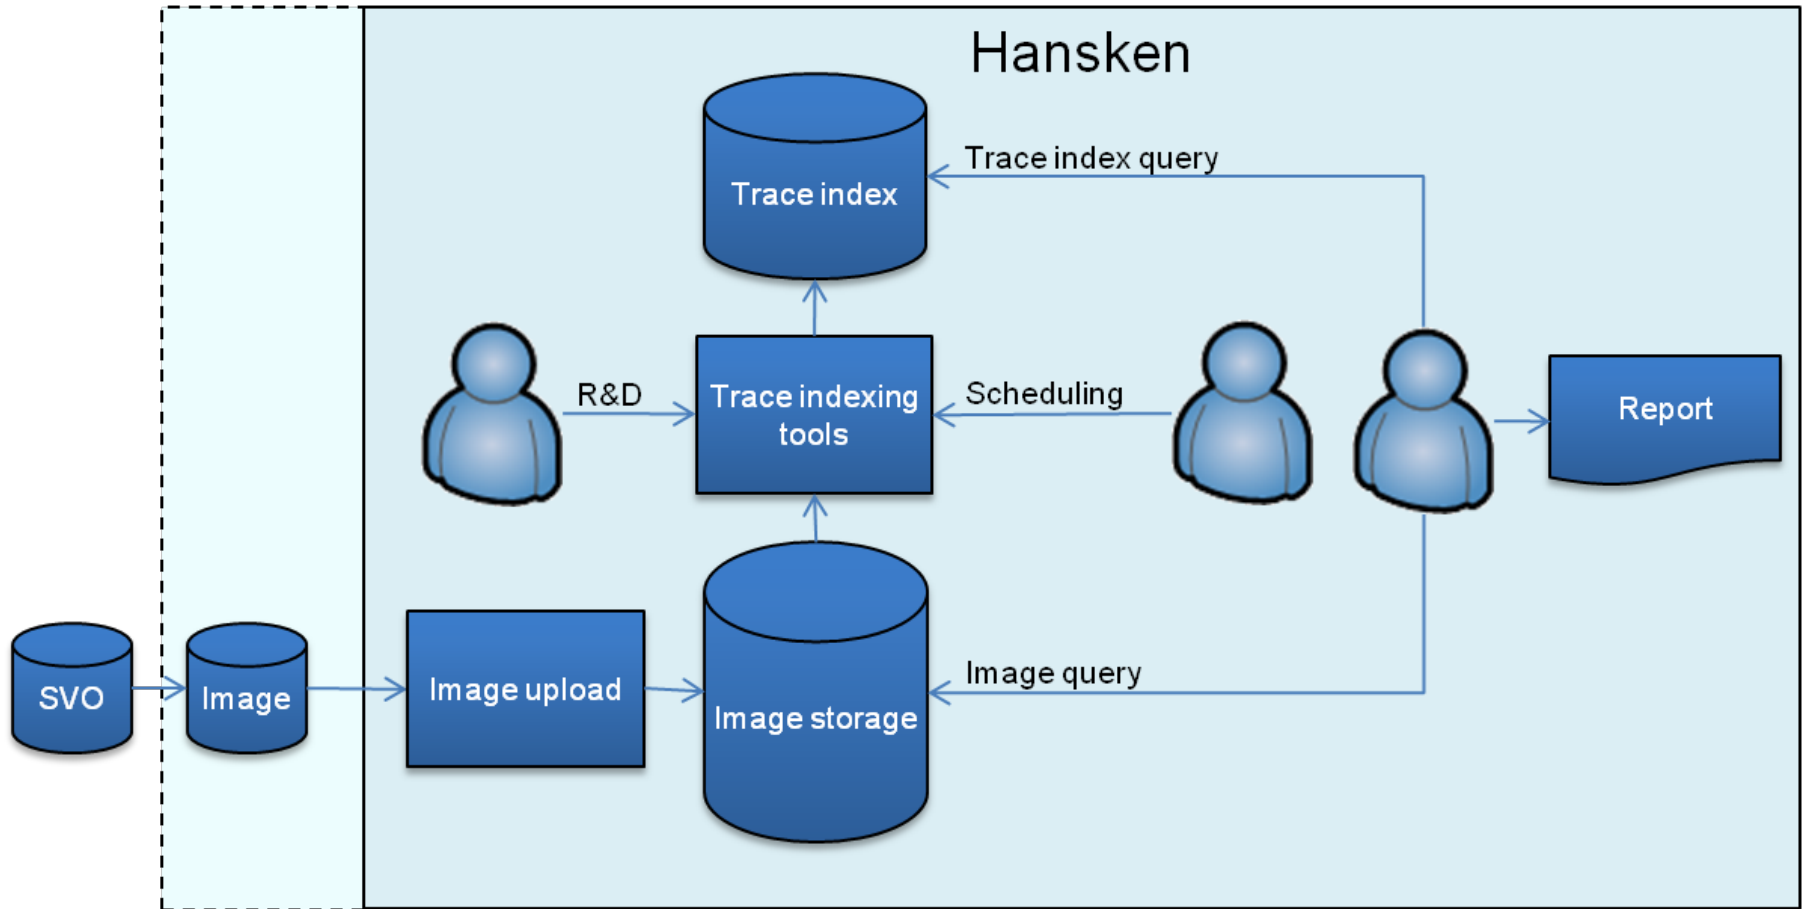 Hansken
Trace index query
Trace index
R&D
Trace indexing
tools
Scheduling
Report
SVO
Image
Image upload
Image storage
Image query